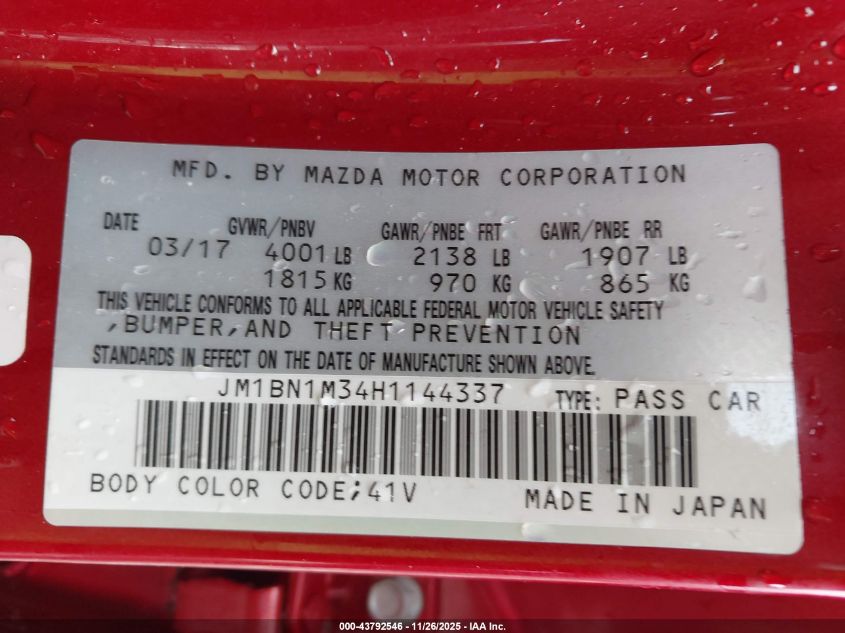 MFD. BY MAZDA MOTOR CORPORATION
DATE GVWR/PNBV GAWR/PNBE FRT GAWR/PNBE RR
03/17 4001 LB 2138 LB 1907 LB
1815 KG 970 KG 865 KG
THIS VEHICLE CONFORMS TO ALL APPLICABLE FEDERAL MOTOR VEHICLE SAFETY
,BUMPER,AND THEFT PREVENTION
STANDARDS IN EFFECT ON THE DATE OF MANUFACTURE SHOWN ABOVE.
JM1BN1M34H1144337 TYPE: PASS CAR
BODY COLOR CODE;41V MADE IN JAPAN
000-43792546 - 11/26/2025 - IAA Inc.